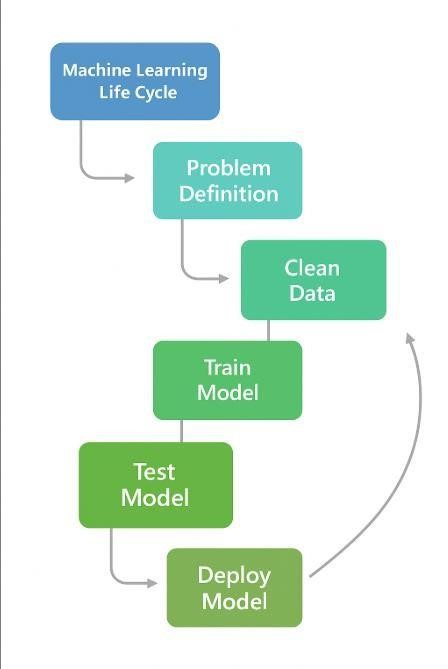 Machine Learning
Life Cycle
Problem
Definition
Clean
Data
Train
Model
Test
Model
Deploy
Model